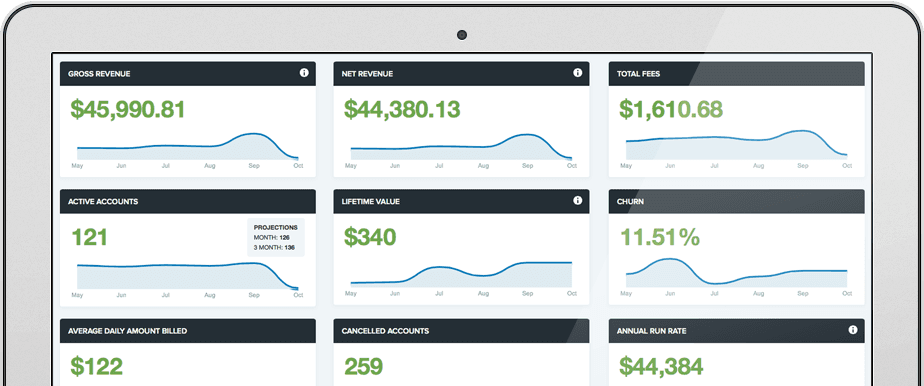 GROSS REVENUE
$45,990.81
May Jun Jul Aug Sep Oct
NET REVENUE
$44,380.13
May Jun Jul Aug Sep Oct
TOTAL FEES
$1,610.68
May Jun Jul Aug Sep Oct
ACTIVE ACCOUNTS
121
PROJECTIONS
MONTH: 126
3 MONTH: 136
May Jun Jul Aug Sep Oct
LIFETIME VALUE
$340
May Jun Jul Aug Sep Oct
CHURN
11.51%
May Jun Jul Aug Sep Oct
AVERAGE DAILY AMOUNT BILLED
$122
CANCELLED ACCOUNTS
259
ANNUAL RUN RATE
$44,384